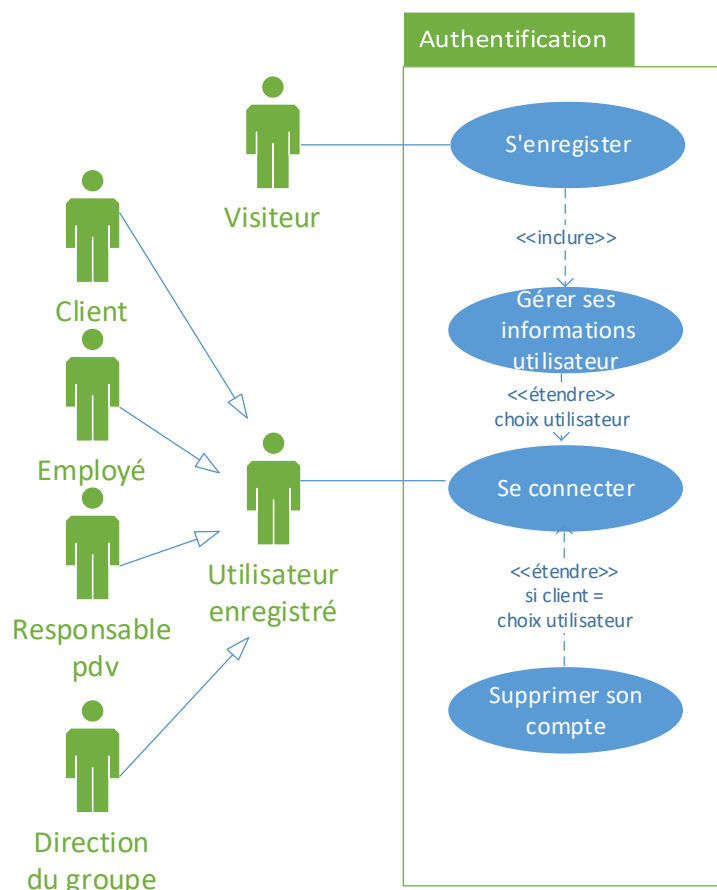 Authentification
S'enregister
Visiteur
<<inclure>>
Client
Gérer ses
informations
utilisateur
<<étendre>>
choix utilisateur
Employé
Se connecter
Utilisateur
enregistré
<<étendre>>
si client =
choix utilisateur
Responsable
pdv
Supprimer son
compte
Direction
du groupe